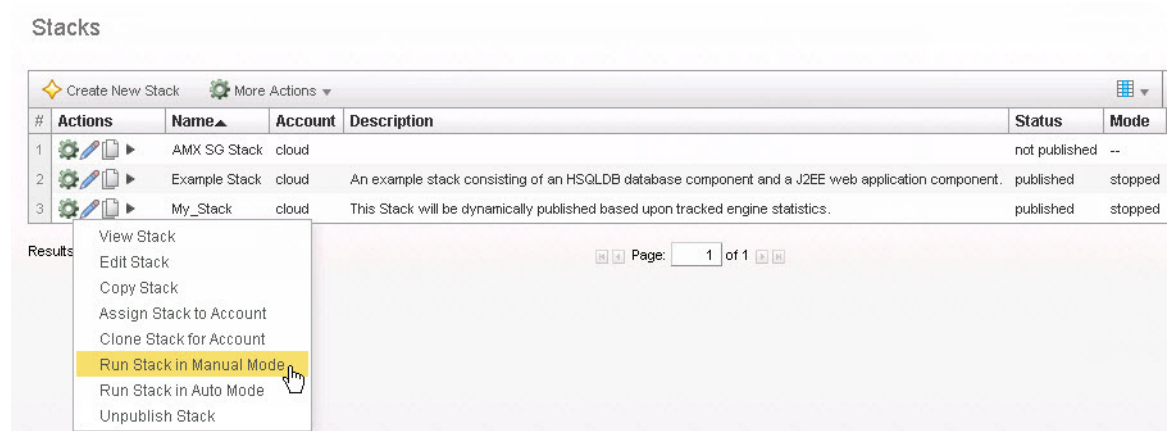 Stacks
Create New Stack More Actions
# Actions Name Account Description Status Mode
1 AMX SG Stack cloud not published --
2 Example Stack cloud An example stack consisting of an HSQLDB database component and a J2EE web application component. published stopped
3 My_Stack cloud This Stack will be dynamically published based upon tracked engine statistics. published stopped
Results Page: 1 of 1
View Stack
Edit Stack
Copy Stack
Assign Stack to Account
Clone Stack for Account
Run Stack in Manual Mode
Run Stack in Auto Mode
Unpublish Stack